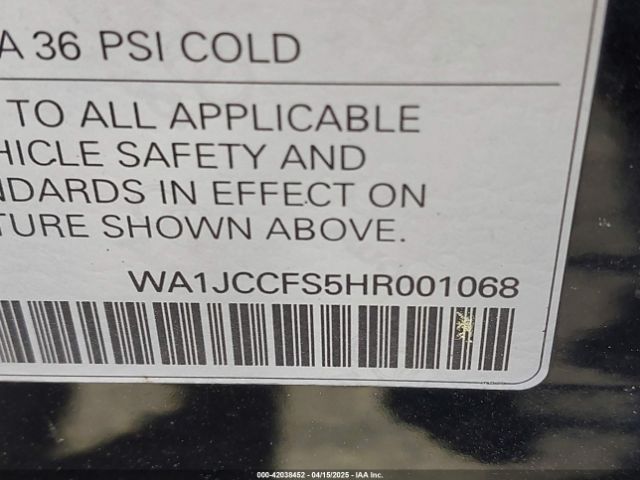 A 36 PSI COLD
TO ALL APPLICABLE
HICLE SAFETY AND
NDARDS IN EFFECT ON
TURE SHOWN ABOVE.
WA1JCCFS5HR001068
000-42038452 - 04/15/2025 - IAA Inc.